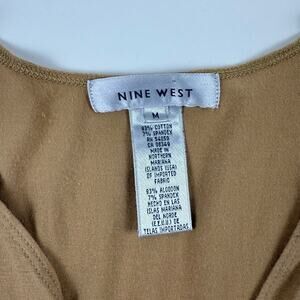 NINE WEST
M
93% COTTON
7% SPANDEX
RN 54050
CA 08349
MADE IN
NORTHERN
MARIANA
ISLANDS (USA)
OF IMPORTED
FABRIC
93% ALGODON
7% SPANDEX
HECHO EN LAS
ISLAS MARIANA
DEL NORDE
(E.E.U.U.) DE
TELAS IMPORTADAS